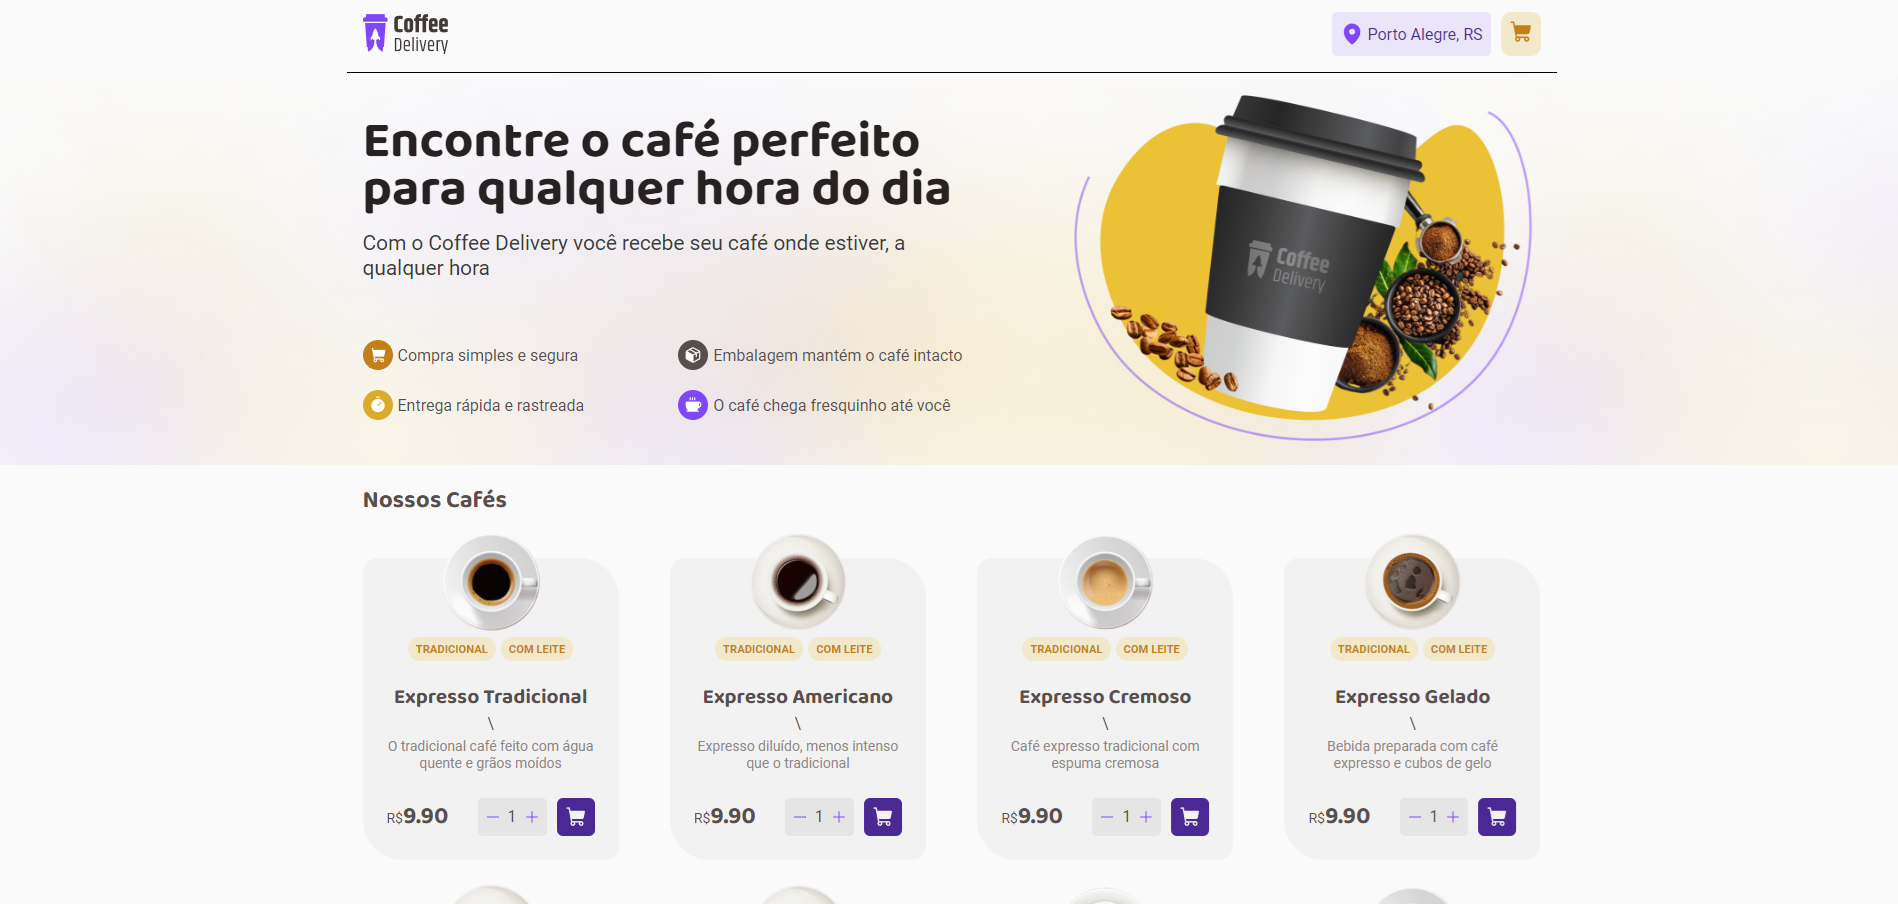 Coffee
Delivery
Porto Alegre, RS
Encontre o café perfeito
para qualquer hora do dia
Com o Coffee Delivery você recebe seu café onde estiver, a
qualquer hora
Compra simples e segura
Embalagem mantém o café intacto
Entrega rápida e rastreada
O café chega fresquinho até você
Coffee
Delivery
Nossos Cafés
TRADICIONAL COM LEITE
Expresso Tradicional
\
O tradicional café feito com água
quente e grãos moídos
R$9.90 − 1 +
TRADICIONAL COM LEITE
Expresso Americano
\
Expresso diluído, menos intenso
que o tradicional
R$9.90 − 1 +
TRADICIONAL COM LEITE
Expresso Cremoso
\
Café expresso tradicional com
espuma cremosa
R$9.90 − 1 +
TRADICIONAL COM LEITE
Expresso Gelado
\
Bebida preparada com café
expresso e cubos de gelo
R$9.90 − 1 +